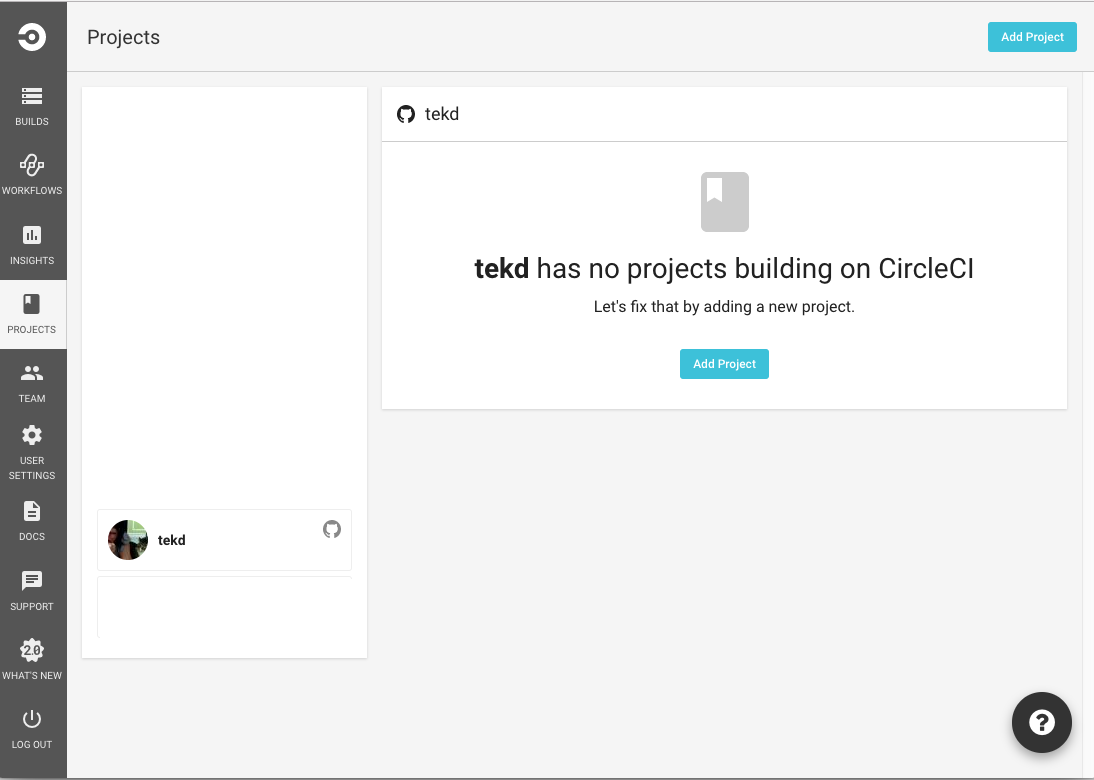 Projects
Add Project
BUILDS
WORKFLOWS
INSIGHTS
PROJECTS
TEAM
USER
SETTINGS
DOCS
SUPPORT
2.0
WHAT'S NEW
LOG OUT
tekd
tekd
tekd has no projects building on CircleCI
Let's fix that by adding a new project.
Add Project
?